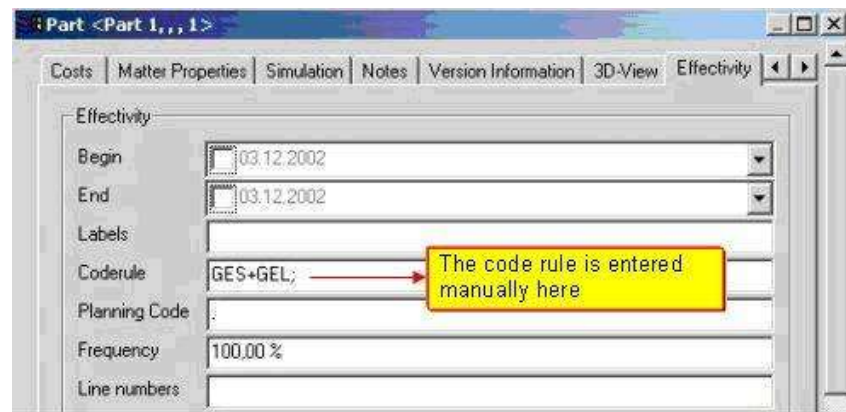 Part <Part 1,,, 1>
Costs Matter Properties Simulation Notes Version Information 3D-View Effectivity
Effectivity
Begin 03.12.2002
End 03.12.2002
Labels
Coderule GES+GEL; The code rule is entered
manually here
Planning Code .
Frequency 100,00 %
Line numbers